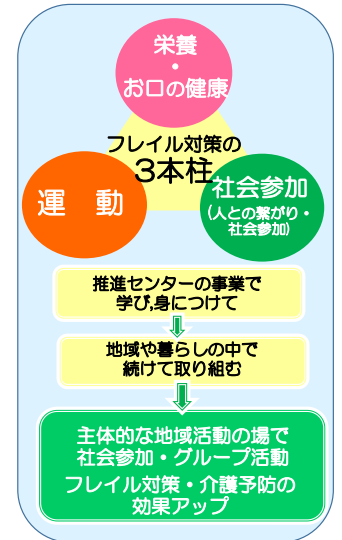 栄養
・
お口の健康
フレイル対策の
３本柱
運　動
社会参加
（人との繋がり・
社会参加）
推進センターの事業で
学び,身につけて
地域や暮らしの中で
続けて取り組む
主体的な地域活動の場で
社会参加・グループ活動
フレイル対策・介護予防の
効果アップ